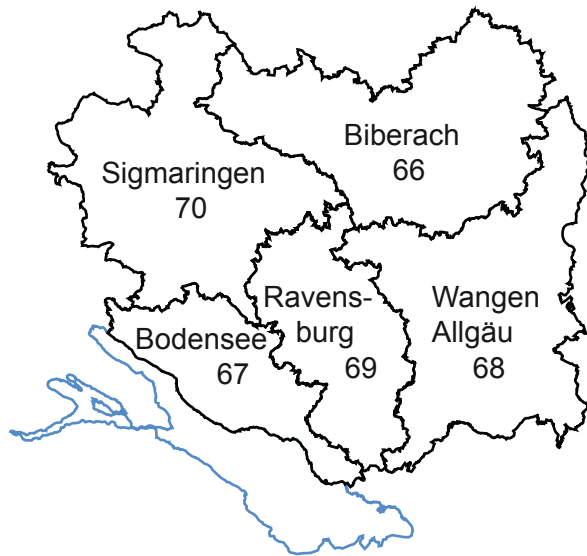 Biberach
66
Sigmaringen
70
Ravens-
burg
69
Wangen
Allgäu
68
Bodensee
67